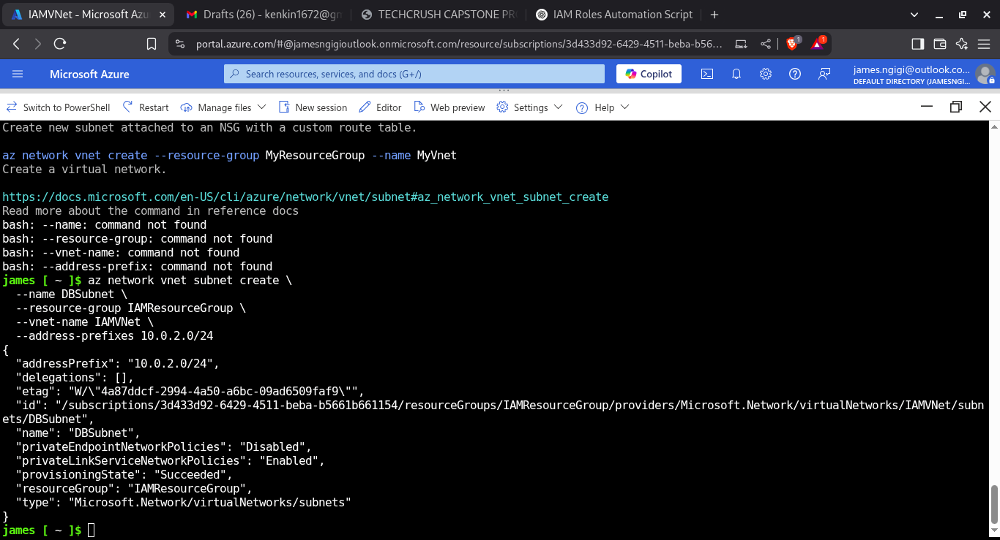 IAMVNet - Microsoft Azu
Drafts (26) - kenkin1672@gm
TECHCRUSH CAPSTONE PRO
IAM Roles Automation Script
portal.azure.com/#@jamesngigioutlook.onmicrosoft.com/resource/subscriptions/3d433d92-6429-4511-beba-b56...
1
1
Microsoft Azure
Search resources, services, and docs (G+/)
Copilot
james.ngigi@outlook.co...
DEFAULT DIRECTORY (JAMESNGI...
Switch to PowerShell
Restart
Manage files
New session
Editor
Web preview
Settings
Help
Create new subnet attached to an NSG with a custom route table.
az network vnet create --resource-group MyResourceGroup --name MyVnet
Create a virtual network.
https://docs.microsoft.com/en-US/cli/azure/network/vnet/subnet#az_network_vnet_subnet_create
Read more about the command in reference docs
bash: --name: command not found
bash: --resource-group: command not found
bash: --vnet-name: command not found
bash: --address-prefix: command not found
james [ ~ ]$ az network vnet subnet create \
--name DBSubnet \
--resource-group IAMResourceGroup \
--vnet-name IAMVNet \
--address-prefixes 10.0.2.0/24
{
"addressPrefix": "10.0.2.0/24",
"delegations": [],
"etag": "W/\"4a87ddcf-2994-4a50-a6bc-09ad6509faf9\"",
"id": "/subscriptions/3d433d92-6429-4511-beba-b5661b661154/resourceGroups/IAMResourceGroup/providers/Microsoft.Network/virtualNetworks/IAMVNet/subn
ets/DBSubnet",
"name": "DBSubnet",
"privateEndpointNetworkPolicies": "Disabled",
"privateLinkServiceNetworkPolicies": "Enabled",
"provisioningState": "Succeeded",
"resourceGroup": "IAMResourceGroup",
"type": "Microsoft.Network/virtualNetworks/subnets"
}
james [ ~ ]$